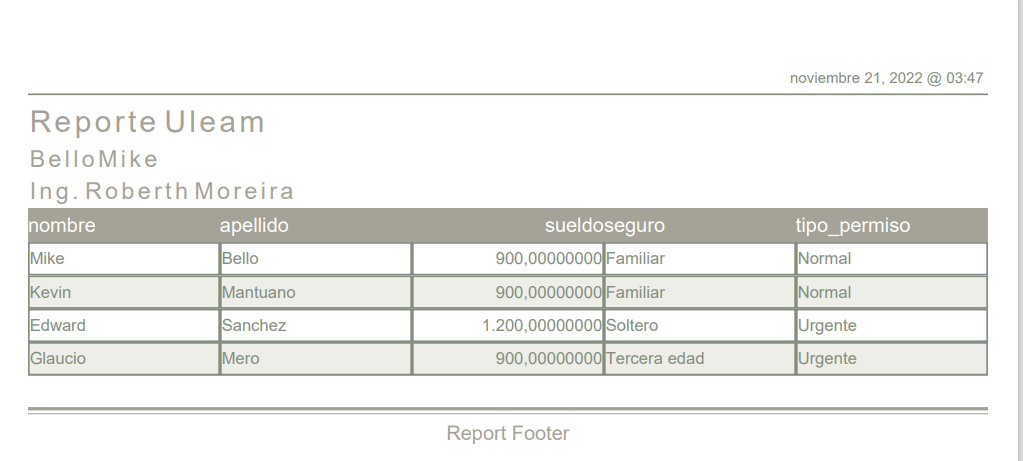 noviembre 21, 2022 @ 03:47
Reporte Uleam
BelloMike
Ing. Roberth Moreira
nombre apellido sueldo seguro tipo_permiso
Mike Bello 900,00000000 Familiar Normal
Kevin Mantuano 900,00000000 Familiar Normal
Edward Sanchez 1.200,00000000 Soltero Urgente
Glaucio Mero 900,00000000 Tercera edad Urgente
Report Footer